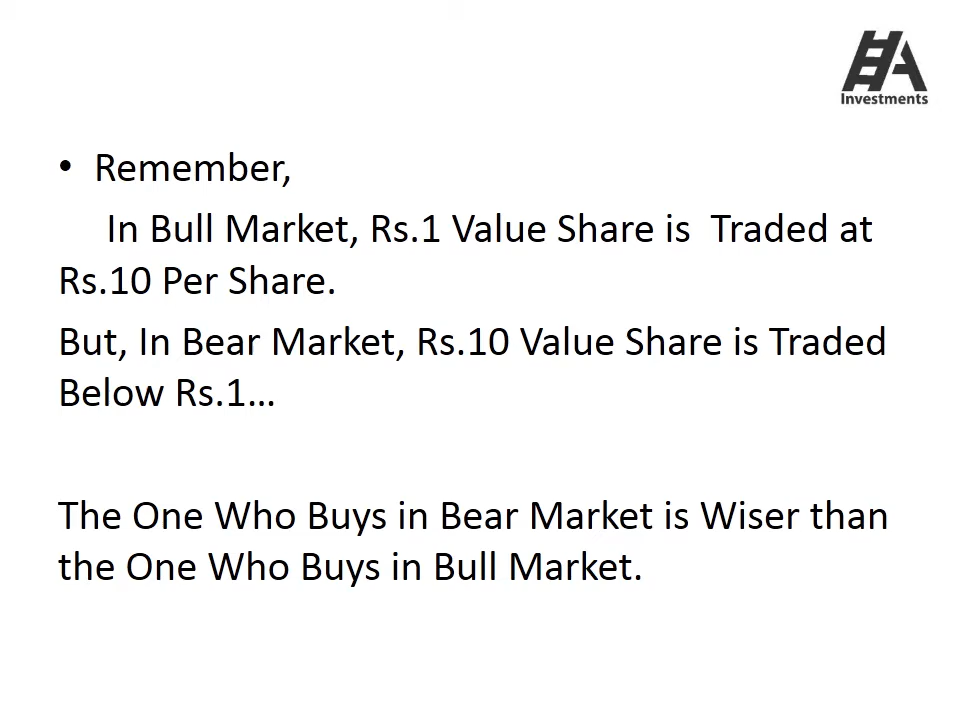 Investments
• Remember,
In Bull Market, Rs.1 Value Share is Traded at
Rs.10 Per Share.
But, In Bear Market, Rs.10 Value Share is Traded
Below Rs.1...
The One Who Buys in Bear Market is Wiser than
the One Who Buys in Bull Market.